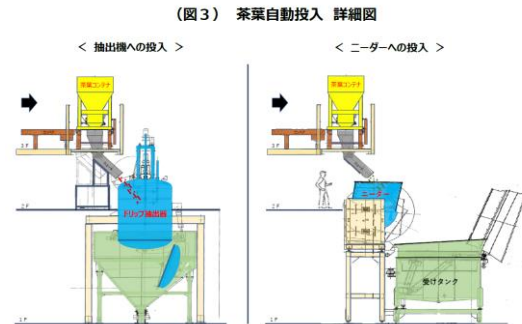 (図3) 茶葉自動投入 詳細図
< 抽出機への投入 >
< ニーダーへの投入 >
茶葉コンテナ
茶葉コンテナ
3F
3F
ドリップ抽出器
ニーダー
2F
2F
受けタンク
1F
1F